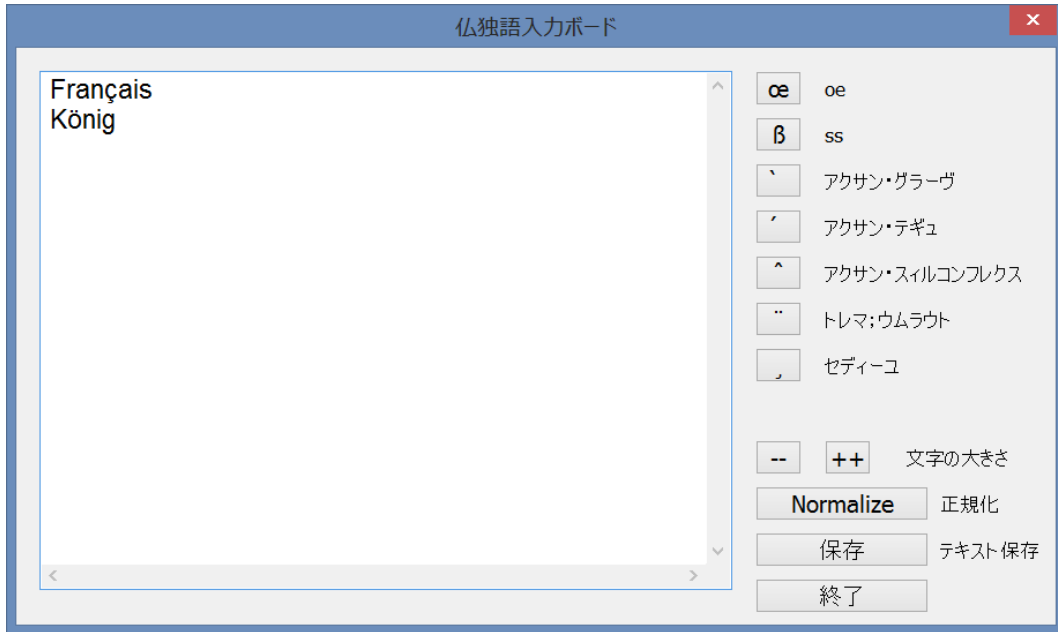 仏独語入力ボード
Français
König
œ oe
ß ss
` アクサン・グラーヴ
´ アクサン・テギュ
ˆ アクサン・スィルコンフレクス
¨ トレマ;ウムラウト
¸ セディーユ
-- ++ 文字の大きさ
Normalize 正規化
保存 テキスト保存
終了